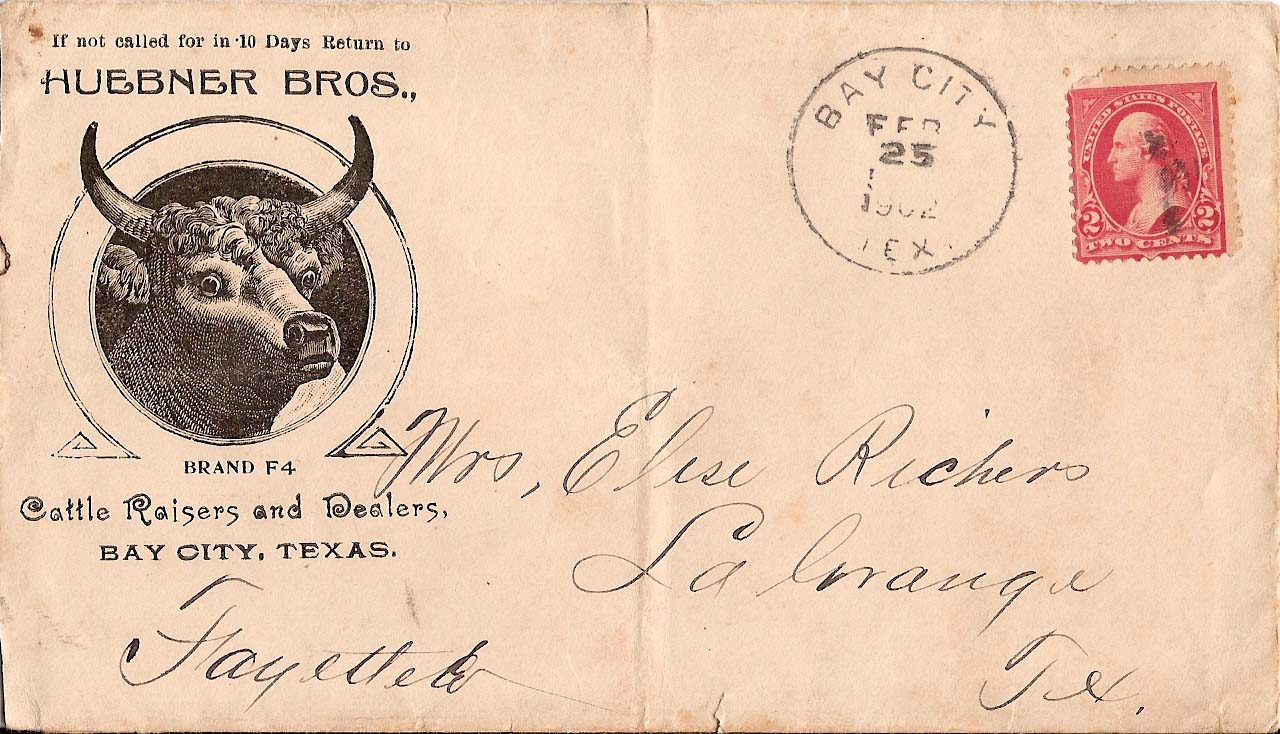 If not called for in 10 Days Return to
HUEBNER BROS.,
BRAND F4
Cattle Raisers and Dealers,
BAY CITY, TEXAS.
BAY CITY
FEB
25
1902
TEX.
UNITED STATES POSTAGE
2 2
TWO CENTS
Mrs, Elise Richers
La Grange
Tex.
Fayette Co